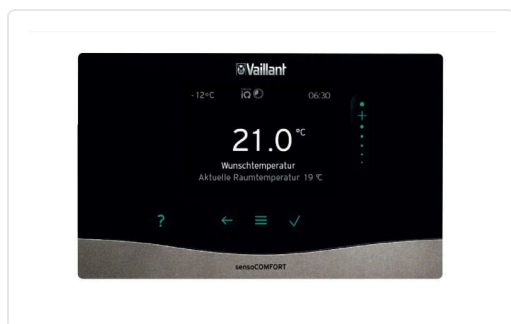 Vaillant
-12°C iQ 06:30
21.0 °C
Wunschtemperatur
Aktuelle Raumtemperatur 19 °C
?
sensoCOMFORT